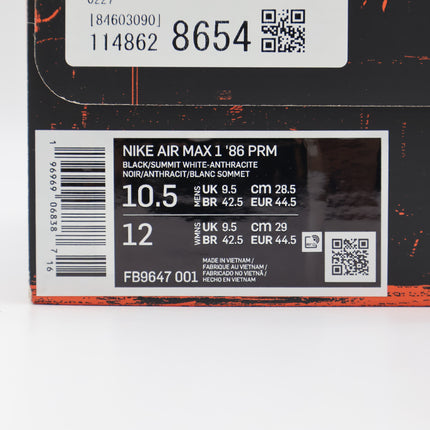 [84603090]
114862 8654
NIKE AIR MAX 1 '86 PRM
BLACK/SUMMIT WHITE-ANTHRACITE
NOIR/ANTHRACIT/BLANC SOMMET
10.5 MENS UK 9.5 cm 28.5
BR 42.5 EUR 44.5
12 WMNS UK 9.5 cm 29
BR 42.5 EUR 44.5
FB9647 001
MADE IN VIETNAM /
FABRIQUE AU VIETNAM /
FABRICADO NO VIETNÃ /
HECHO EN VIETNAM
1 96969 06838 7 16